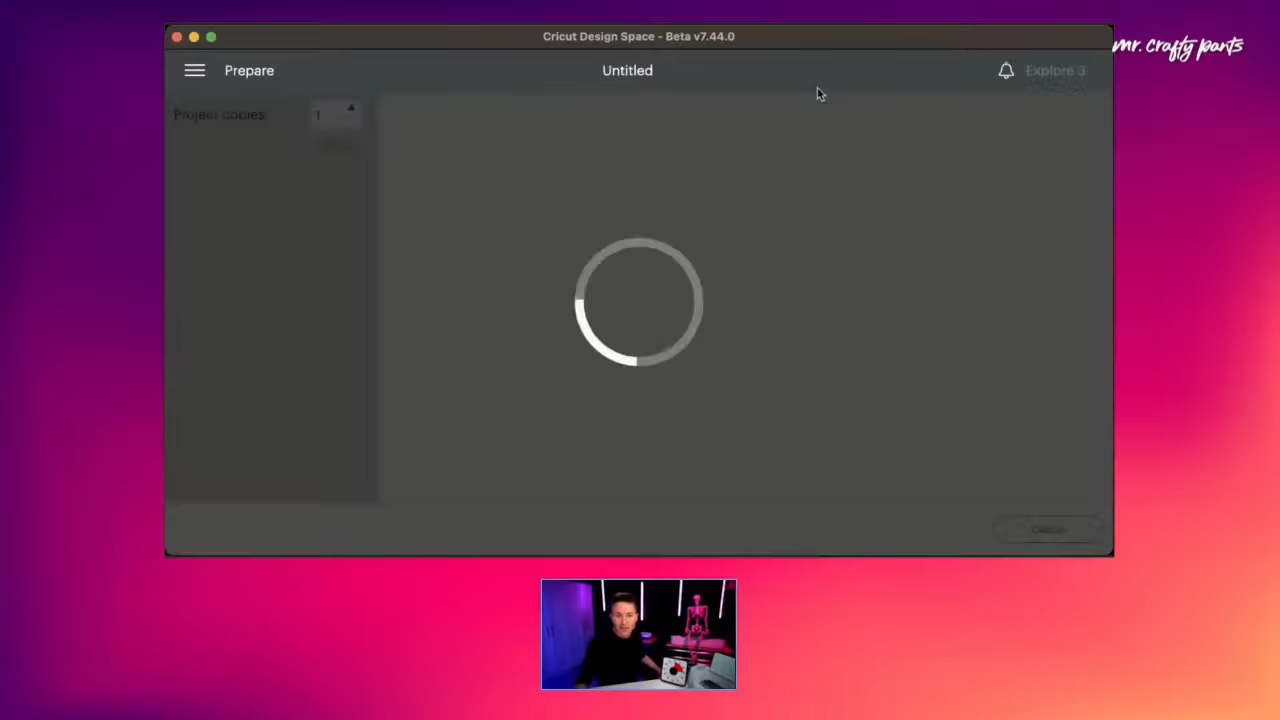 Cricut Design Space - Beta v7.44.0
mr. crafty pants
Prepare
Untitled
Explore 3
Project copies
1